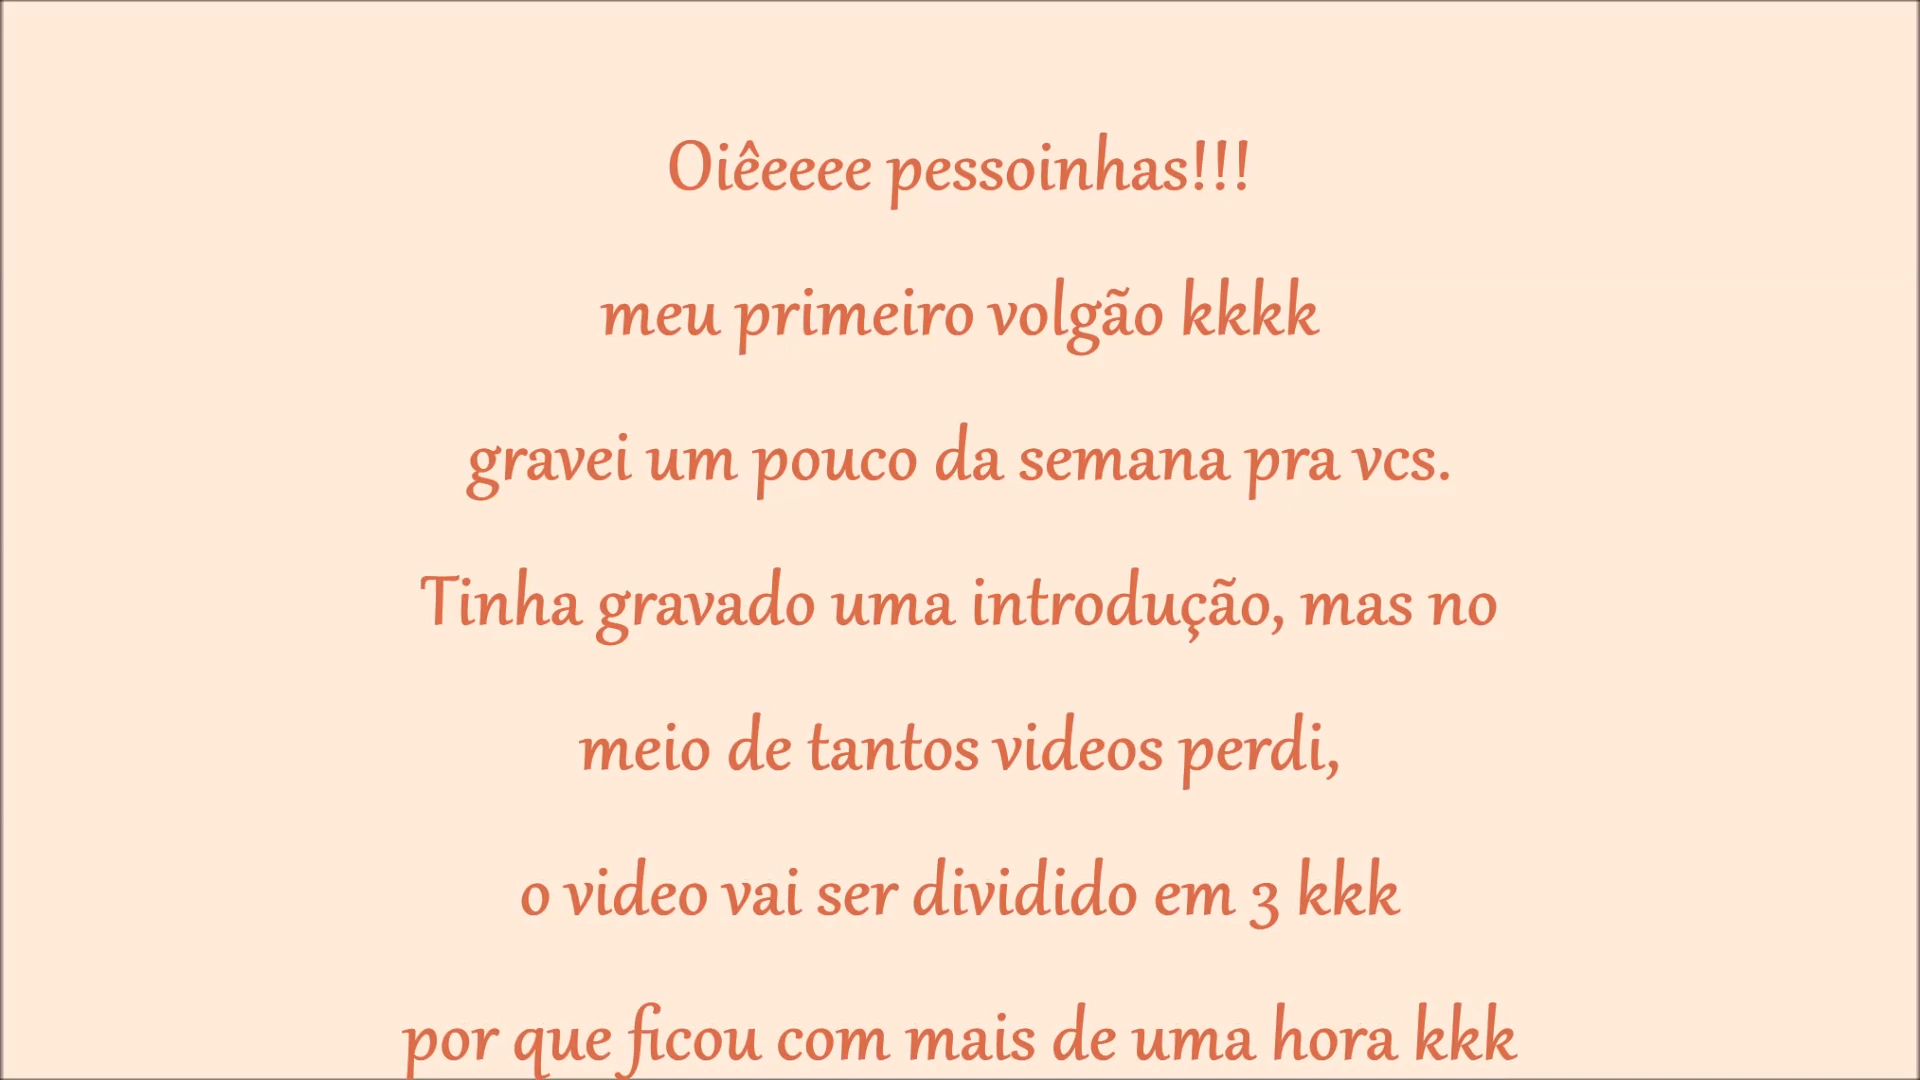 Oiêeeee pessoinhas!!!
meu primeiro volgão kkkk
gravei um pouco da semana pra vcs.
Tinha gravado uma introdução, mas no
meio de tantos videos perdi,
o video vai ser dividido em 3 kkk
por que ficou com mais de uma hora kkk